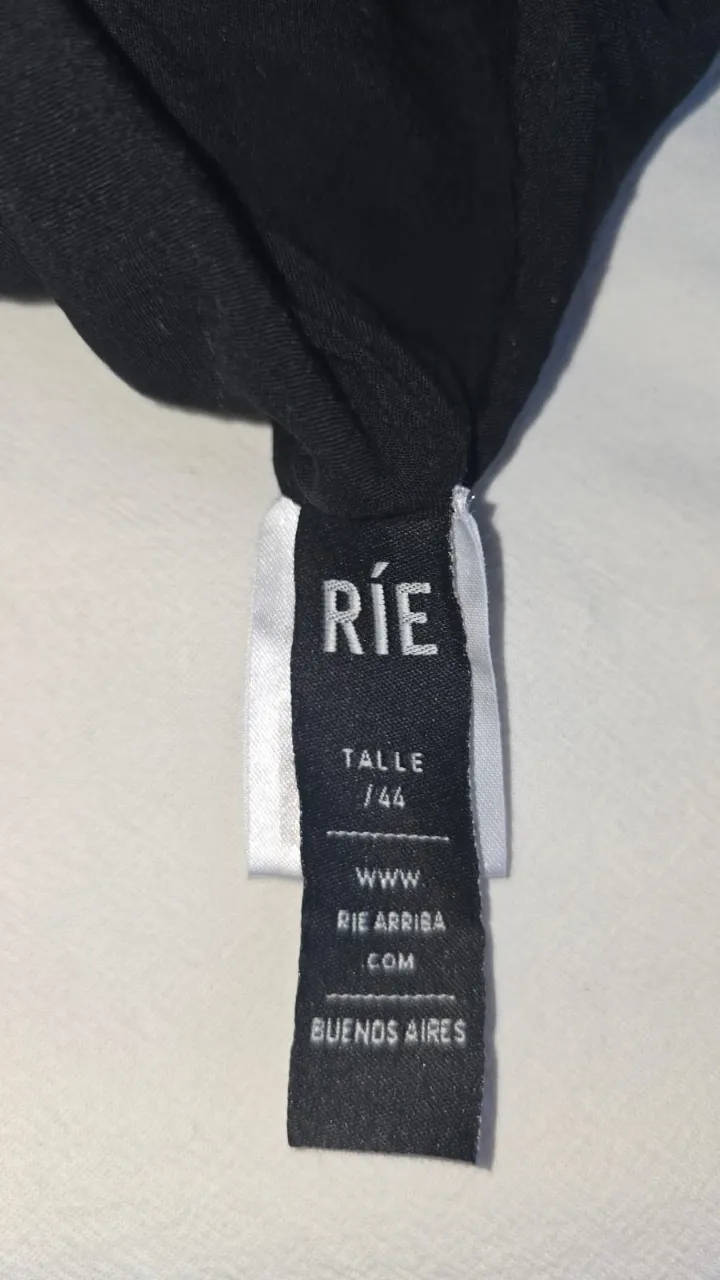 RÍE
TALLE
/44
WWW.
RIE ARRIBA
.COM
BUENOS AIRES